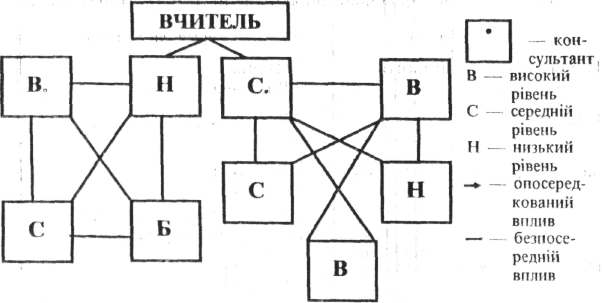 ВЧИТЕЛЬ
В. Н С. В
С Б С Н
В
— кон-
сультант
В — високий
рівень
С — середній
рівень
Н — низький
рівень
→ — опосеред-
кований
вплив
— — безпосе-
редній
вплив